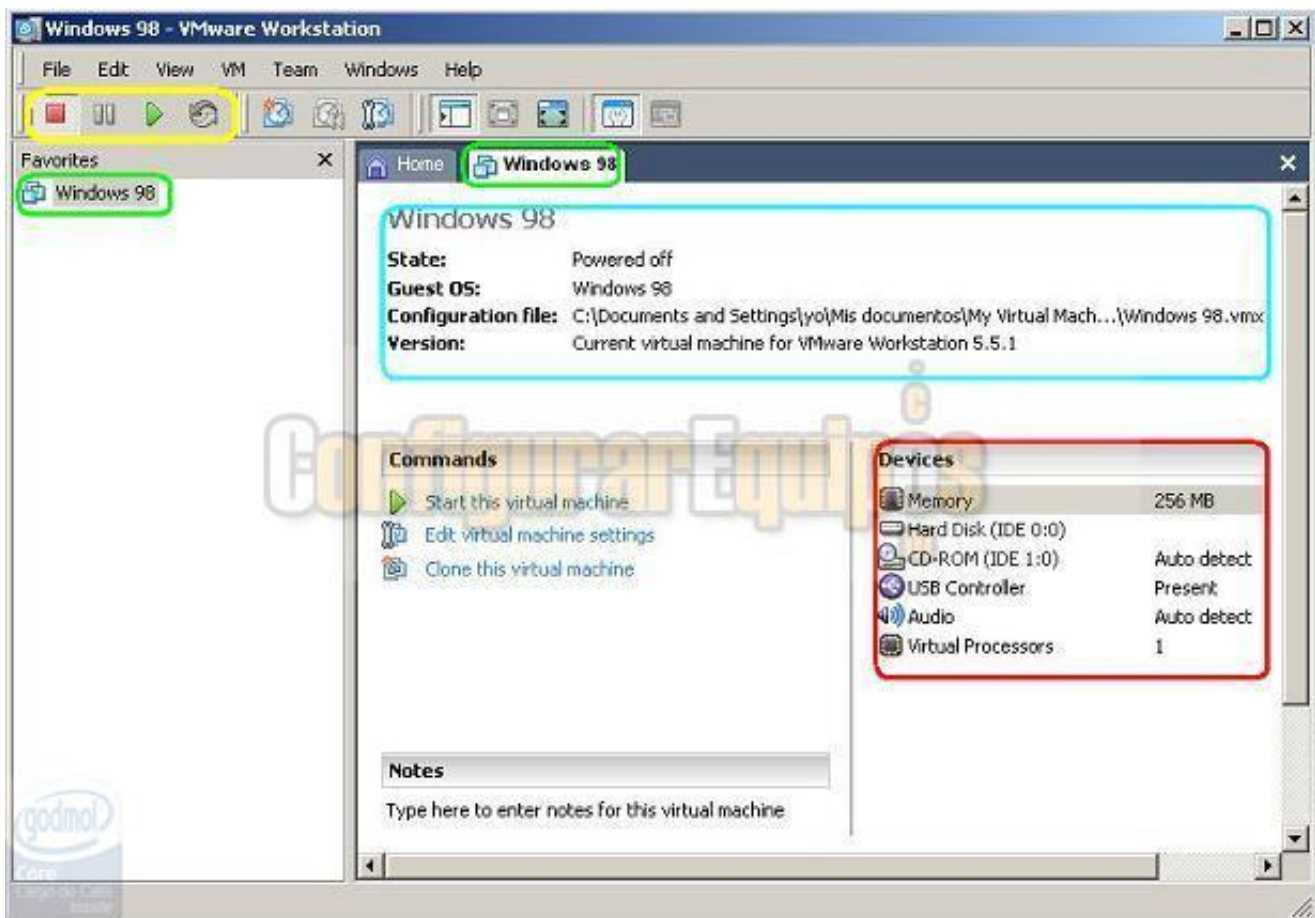 Windows 98 - VMware Workstation
File Edit View VM Team Windows Help
Favorites
Windows 98
Home Windows 98
Windows 98
State: Powered off
Guest OS: Windows 98
Configuration file: C:\Documents and Settings\yo\Mis documentos\My Virtual Mach...\Windows 98.vmx
Version: Current virtual machine for VMware Workstation 5.5.1
ConfigurarEquipos
Commands
Start this virtual machine
Edit virtual machine settings
Clone this virtual machine
Devices
Memory 256 MB
Hard Disk (IDE 0:0)
CD-ROM (IDE 1:0) Auto detect
USB Controller Present
Audio Auto detect
Virtual Processors 1
Notes
Type here to enter notes for this virtual machine
godmol
Core
inside